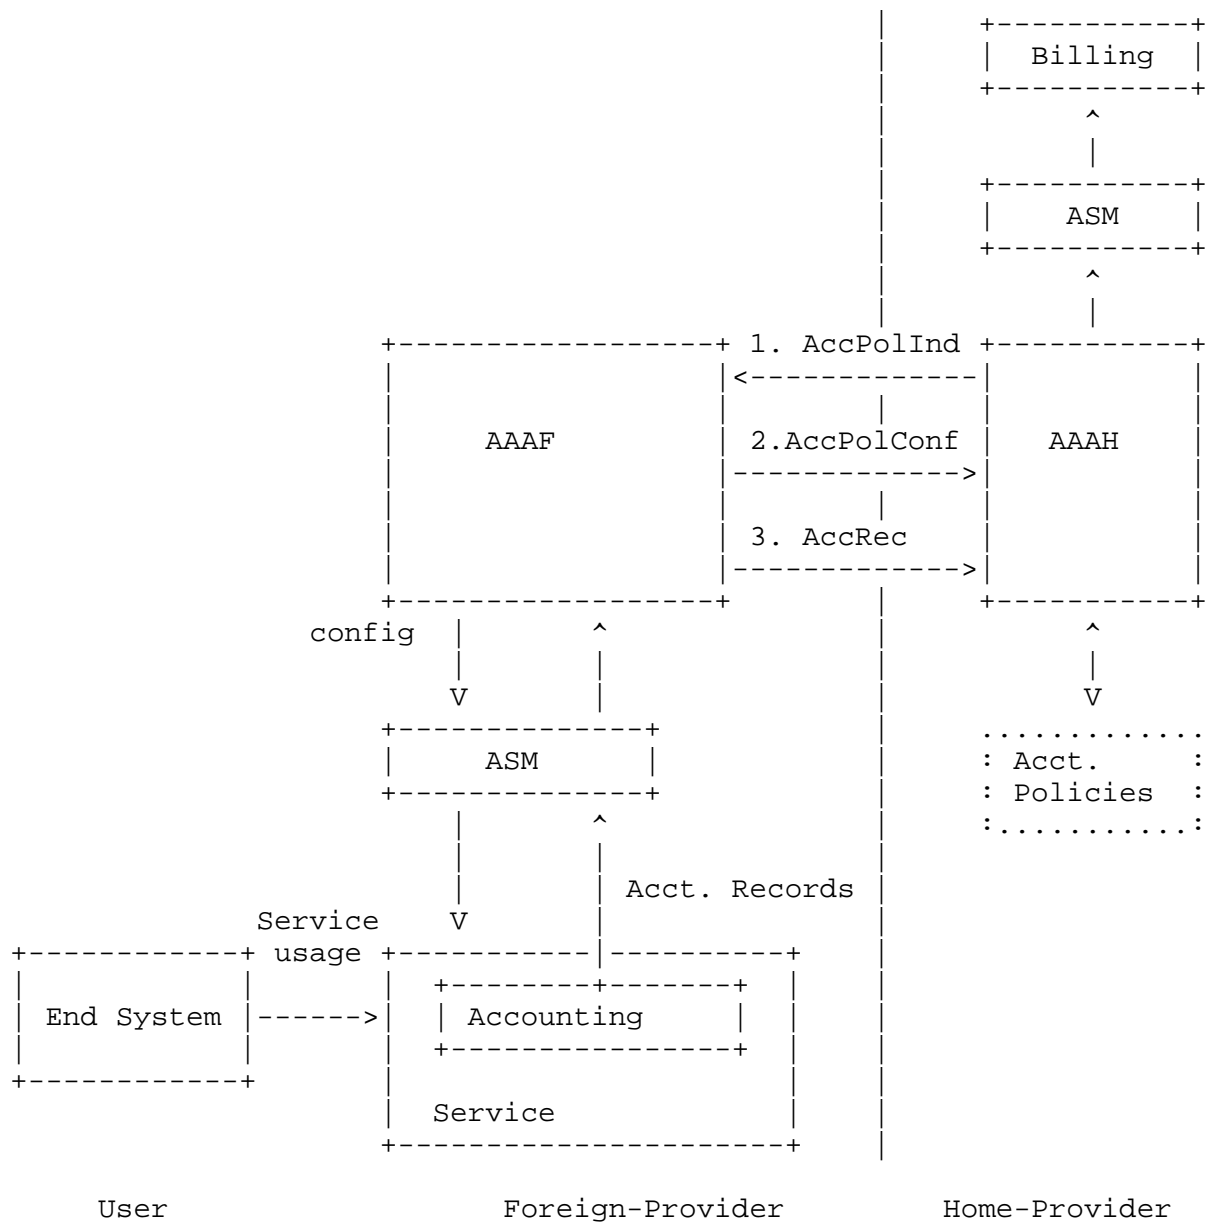 Billing
ASM
1. AccPolInd
AAAF
2.AccPolConf
AAAH
3. AccRec
config
V
V
ASM
Acct.
Policies
Acct. Records
Service
V
usage
End System
Accounting
Service
User
Foreign-Provider
Home-Provider